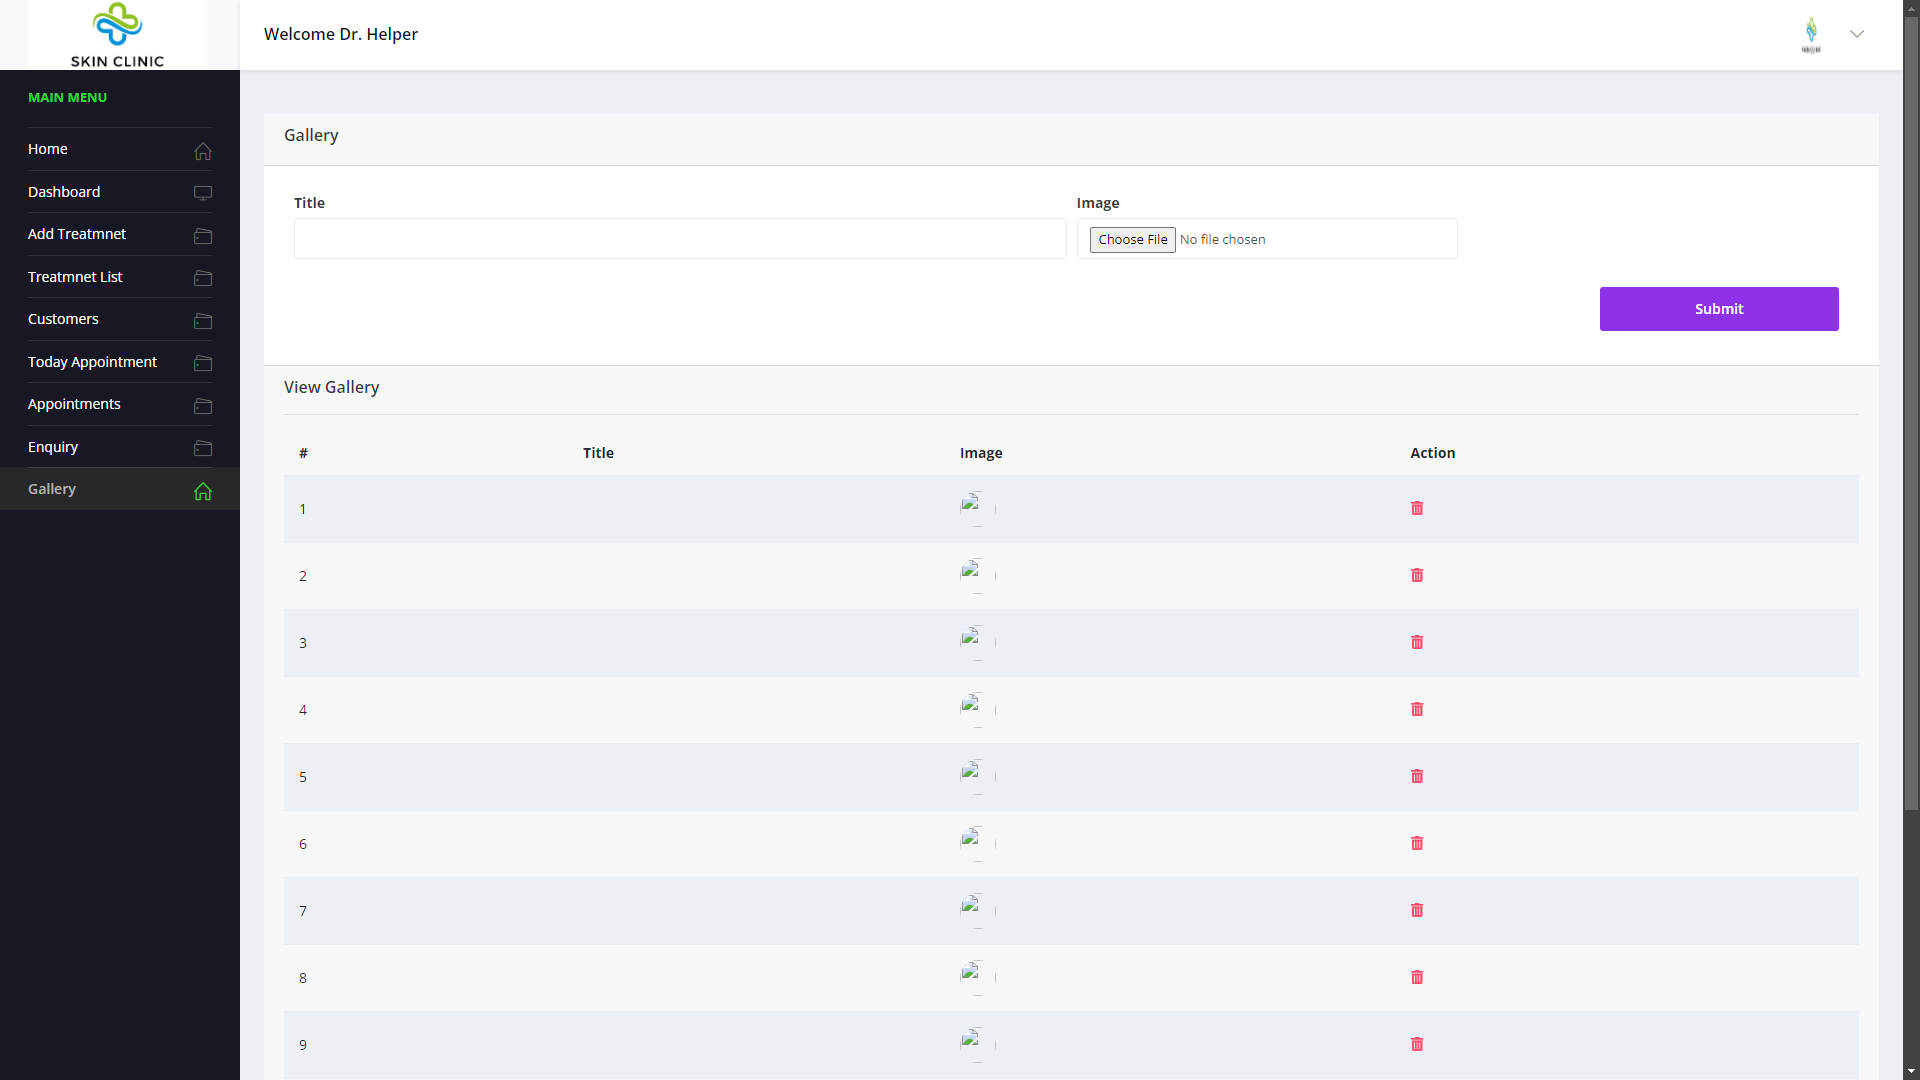 SKIN CLINIC
Welcome Dr. Helper
MAIN MENU
Home
Dashboard
Add Treatmnet
Treatmnet List
Customers
Today Appointment
Appointments
Enquiry
Gallery
Gallery
Title
Image
Choose File No file chosen
Submit
View Gallery
# Title Image Action
1
2
3
4
5
6
7
8
9